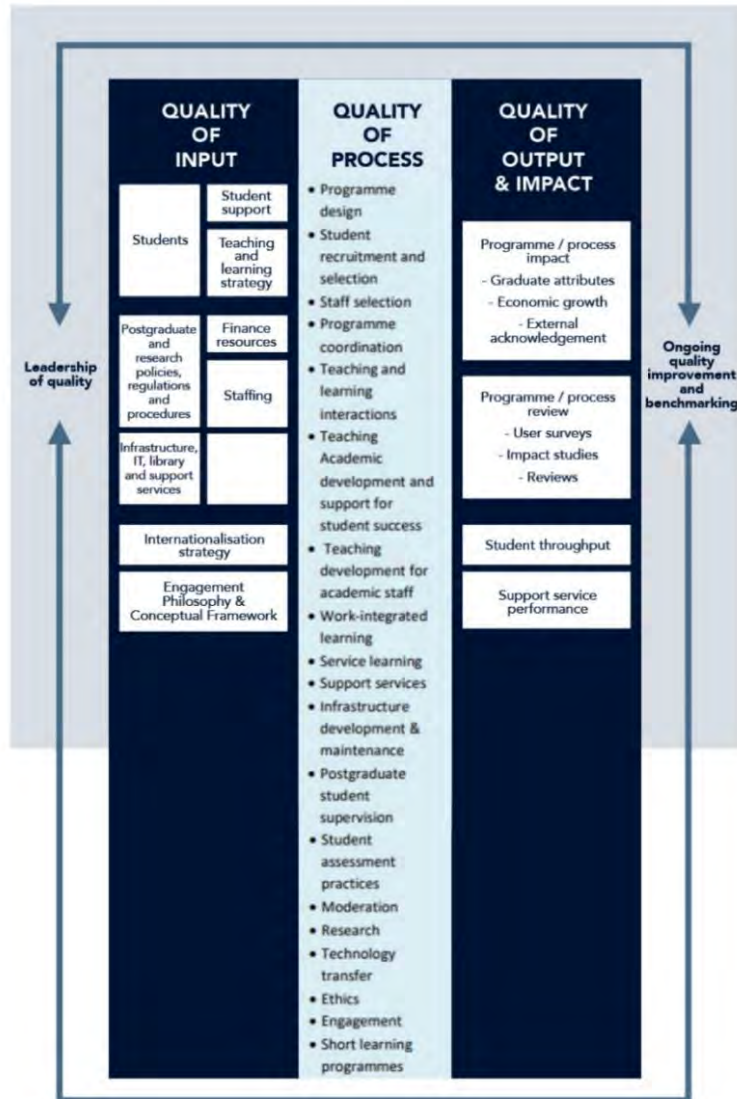 Leadership
of quality
QUALITY
OF
INPUT
Students
Student
support
Teaching
and
learning
strategy
Postgraduate
and
research
policies,
regulations
and
procedures
Finance
resources
Staffing
Infrastructure,
IT, library
and support
services
Internationalisation
strategy
Engagement
Philosophy &
Conceptual Framework
QUALITY
OF
PROCESS
• Programme
design
• Student
recruitment and
selection
• Staff selection
• Programme
coordination
• Teaching and
learning
interactions
• Teaching
Academic
development and
support for
student success
• Teaching
development for
academic staff
• Work-integrated
learning
• Service learning
• Support services
• Infrastructure
development &
maintenance
• Postgraduate
student
supervision
• Student
assessment
practices
• Moderation
• Research
• Technology
transfer
• Ethics
• Engagement
• Short learning
programmes
QUALITY
OF
OUTPUT
& IMPACT
Programme / process
impact
- Graduate attributes
- Economic growth
- External
acknowledgement
Programme / process
review
- User surveys
- Impact studies
- Reviews
Student throughput
Support service
performance
Ongoing
quality
improvement
and
benchmarking